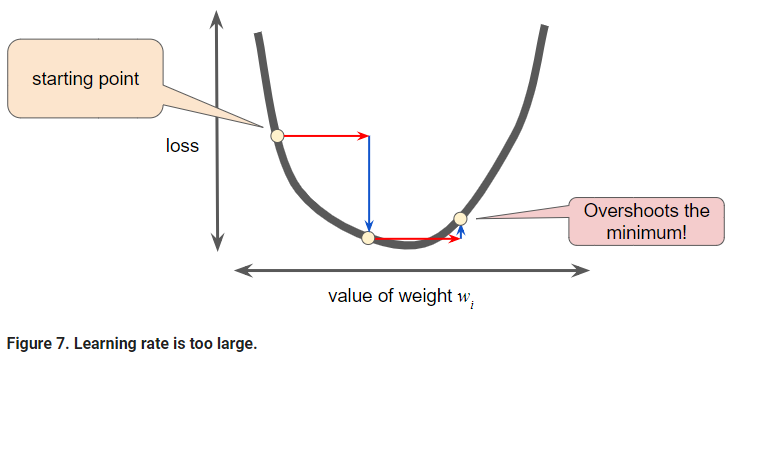 starting point
loss
Overshoots the
minimum!
value of weight wᵢ
Figure 7. Learning rate is too large.